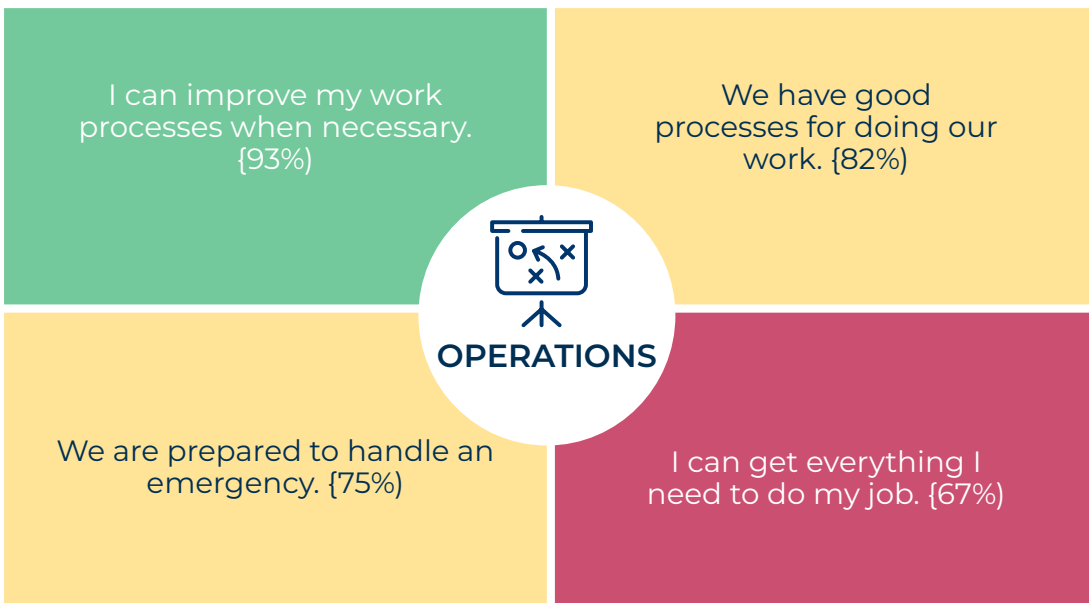 I can improve my work
processes when necessary.
{93%)
We have good
processes for doing our
work. {82%)
OPERATIONS
We are prepared to handle an
emergency. {75%)
I can get everything I
need to do my job. {67%)